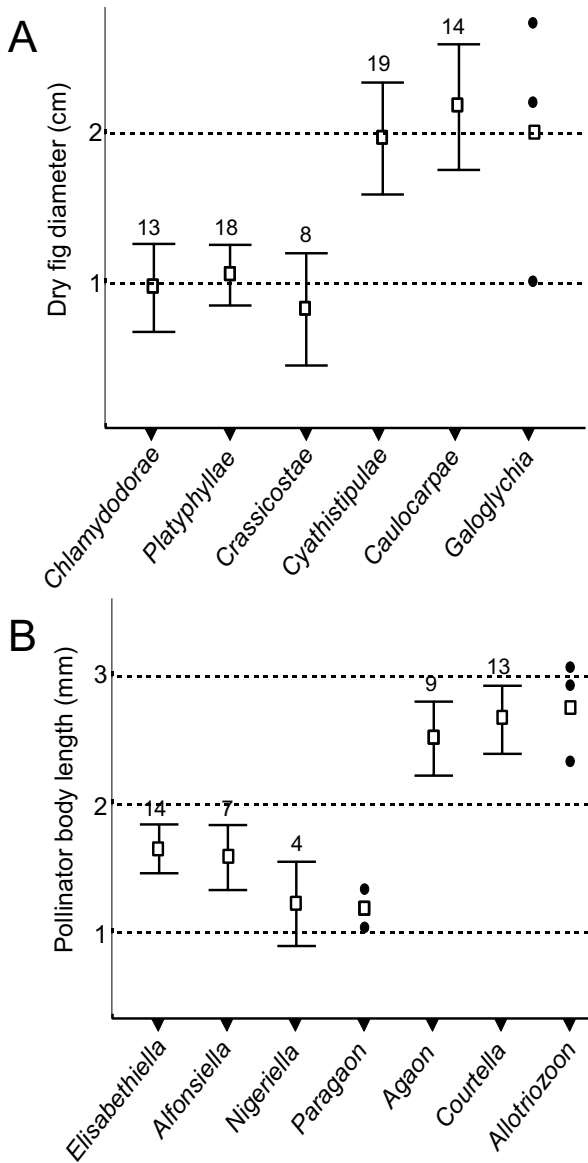 A
Dry fig diameter (cm)
2
1
13
18
8
19
14
Chlamydodorae
Platyphyllae
Crassicostae
Cyathistipulae
Caulocarpae
Galoglychia
B
Pollinator body length (mm)
3
2
1
14
7
4
9
13
Elisabethiella
Alfonsiella
Nigeriella
Paragaon
Agaon
Courtella
Allotriozoon